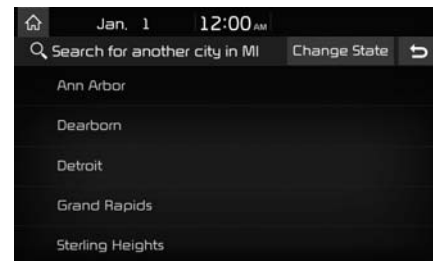 Jan. 1 12:00 AM
Search for another city in MI Change State
Ann Arbor
Dearborn
Detroit
Grand Rapids
Sterling Heights